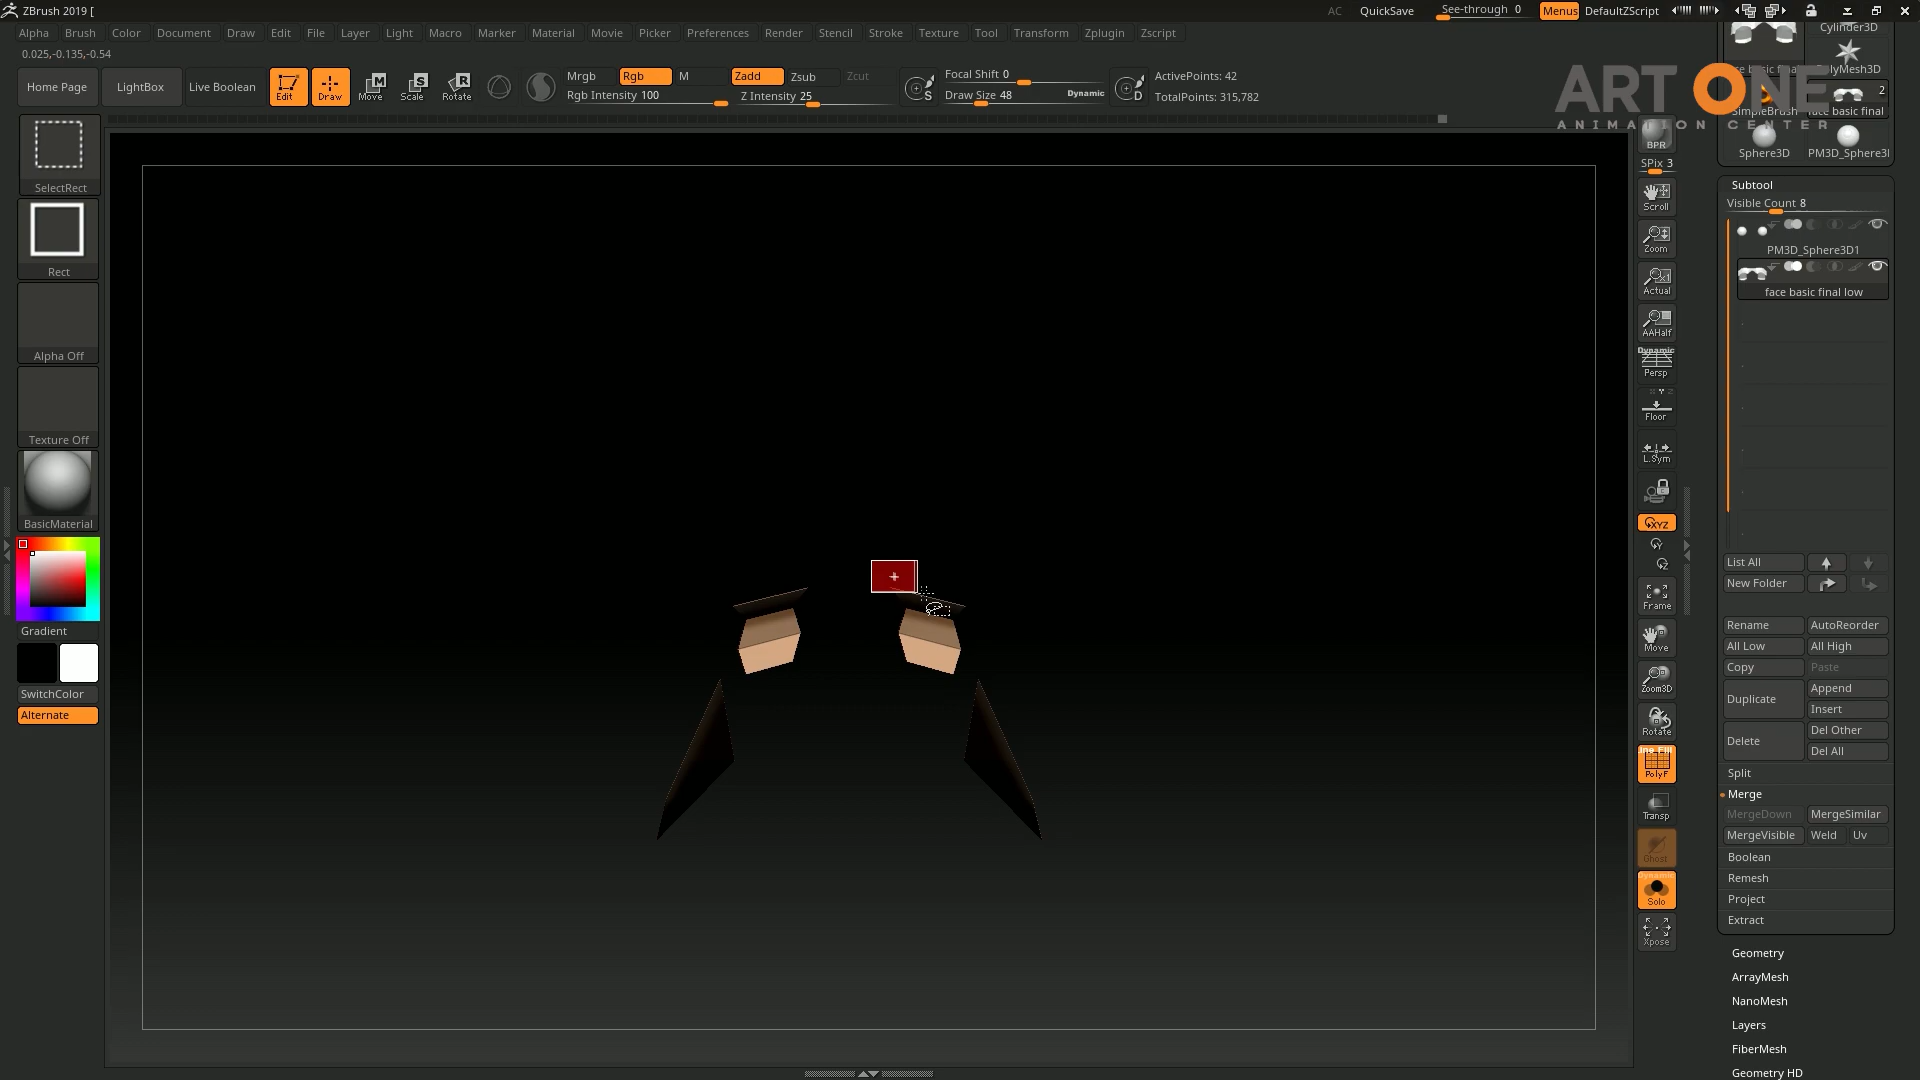 ZBrush 2019 [
AC QuickSave See-through 0 Menus DefaultZScript
Alpha Brush Color Document Draw Edit File Layer Light Macro Marker Material Movie Picker Preferences Render Stencil Stroke Texture Tool Transform Zplugin Zscript
0.025,-0.135,-0.54
Home Page LightBox Live Boolean Edit Draw Move Scale Rotate
Mrgb Rgb M Zadd Zsub Zcut
Rgb Intensity 100 Z Intensity 25
Focal Shift 0
Draw Size 48 Dynamic
ActivePoints: 42
TotalPoints: 315,782
ART ONE
ANIMATION CENTER
SelectRect
Rect
Alpha Off
Texture Off
BasicMaterial
Gradient
SwitchColor
Alternate
BPR
SPix 3
Scroll
Zoom
Actual
AAHalf
Dynamic
Persp
Floor
L.Sym
XYZ
Y
Z
Frame
Move
Zoom3D
Rotate
PolyF
Transp
Ghost
Dynamic
Solo
Xpose
Cylinder3D
PolyMesh3D
SimpleBrush face basic final
2
Sphere3D PM3D_Sphere3
Subtool
Visible Count 8
PM3D_Sphere3D1
face basic final low
List All
New Folder
Rename AutoReorder
All Low All High
Copy Paste
Duplicate Append
Insert
Delete Del Other
Del All
Split
Merge
MergeDown MergeSimilar
MergeVisible Weld Uv
Boolean
Remesh
Project
Extract
Geometry
ArrayMesh
NanoMesh
Layers
FiberMesh
Geometry HD